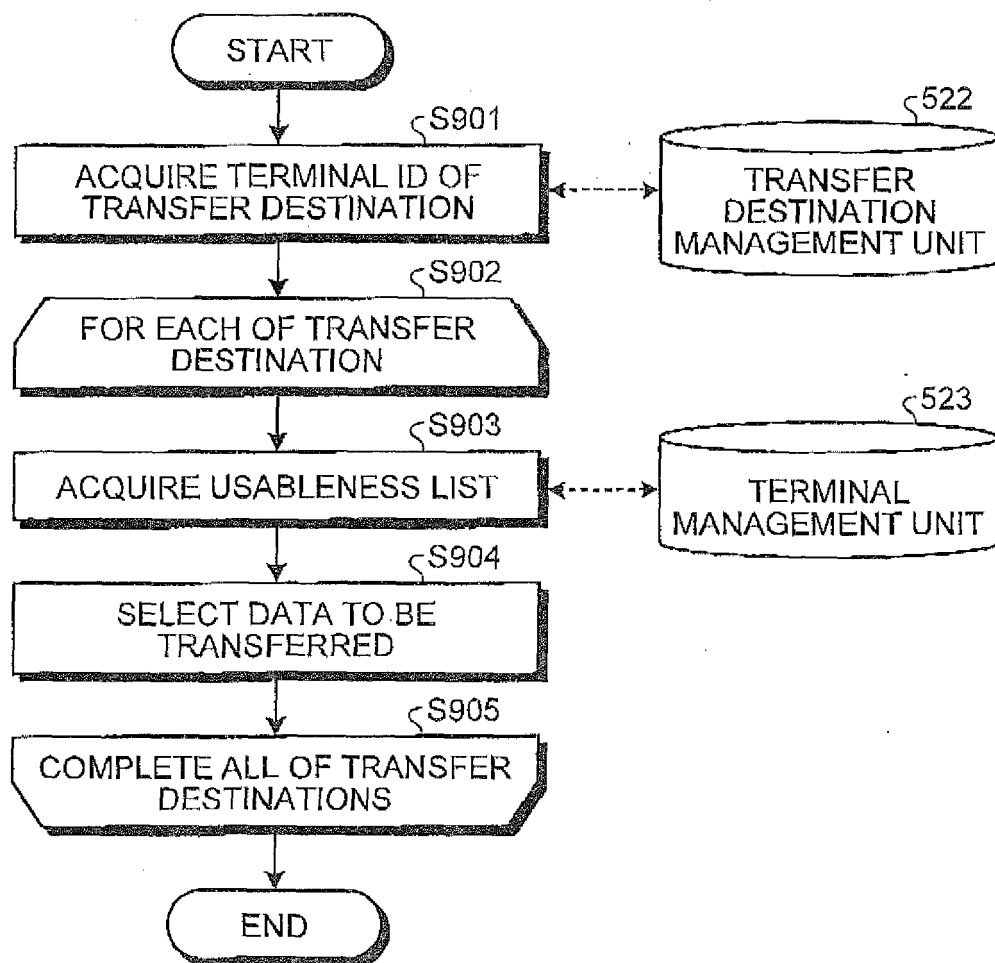 START
S901
ACQUIRE TERMINAL ID OF
TRANSFER DESTINATION
522
TRANSFER
DESTINATION
MANAGEMENT UNIT
S902
FOR EACH OF TRANSFER
DESTINATION
S903
ACQUIRE USABLENESS LIST
523
TERMINAL
MANAGEMENT UNIT
S904
SELECT DATA TO BE
TRANSFERRED
S905
COMPLETE ALL OF TRANSFER
DESTINATIONS
END